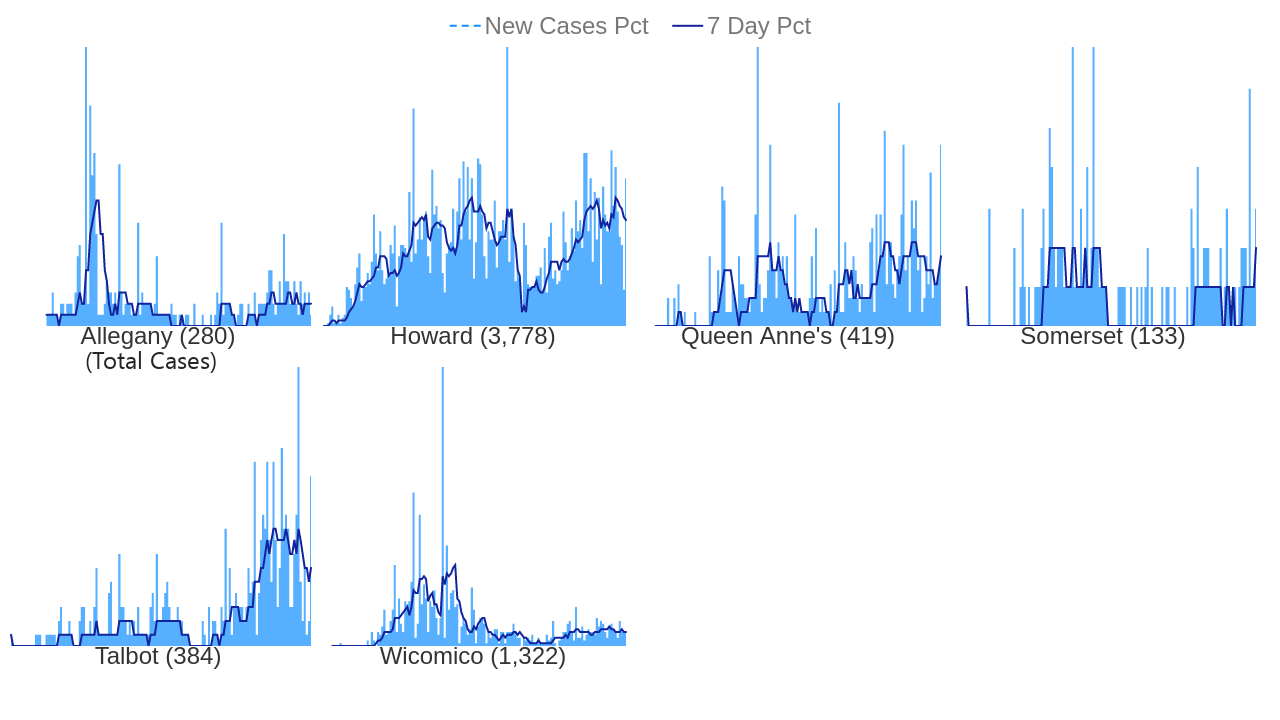 New Cases Pct 7 Day Pct
Allegany (280) Howard (3,778) Queen Anne's (419) Somerset (133)
(Total Cases)
Talbot (384) Wicomico (1,322)